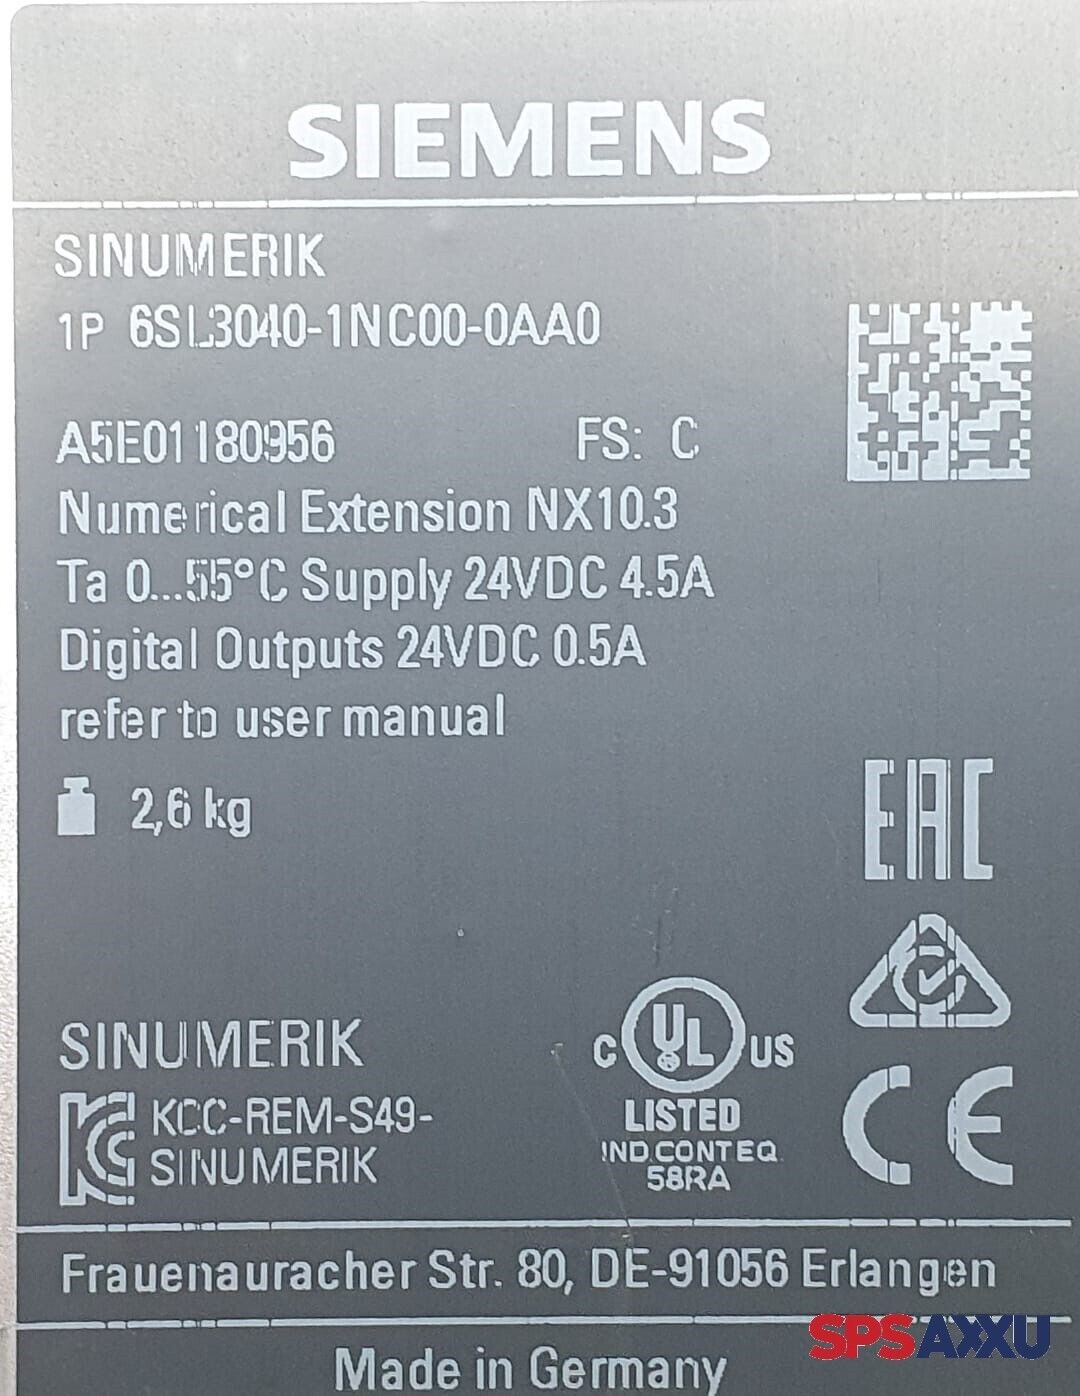 SIEMENS
SINUMERIK
1P 6SL3040-1NC00-0AA0
A5E01180956 FS: C
Numerical Extension NX10.3
Ta 0...55°C Supply 24VDC 4.5A
Digital Outputs 24VDC 0.5A
refer to user manual
2,6 kg
EAC
SINUMERIK
C UL US
LISTED
IND.CONT.EQ.
58RA
CE
KC KCC-REM-S49-
SINUMERIK
Frauenauracher Str. 80, DE-91056 Erlangen
SPSAXXU
Made in Germany